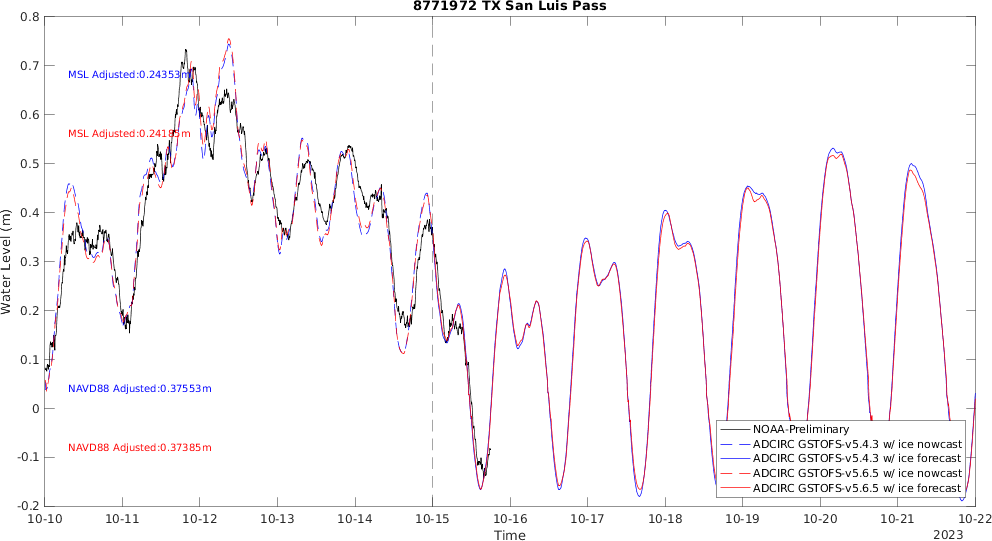 8771972 TX San Luis Pass
0.8
0.7
0.6
0.5
0.4
0.3
0.2
0.1
0
-0.1
-0.2
Water Level (m)
MSL Adjusted:0.24353m
MSL Adjusted:0.24185m
NAVD88 Adjusted:0.37553m
NAVD88 Adjusted:0.37385m
NOAA-Preliminary
ADCIRC GSTOFS-v5.4.3 w/ ice nowcast
ADCIRC GSTOFS-v5.4.3 w/ ice forecast
ADCIRC GSTOFS-v5.6.5 w/ ice nowcast
ADCIRC GSTOFS-v5.6.5 w/ ice forecast
10-10 10-11 10-12 10-13 10-14 10-15 10-16 10-17 10-18 10-19 10-20 10-21 10-22
Time
2023